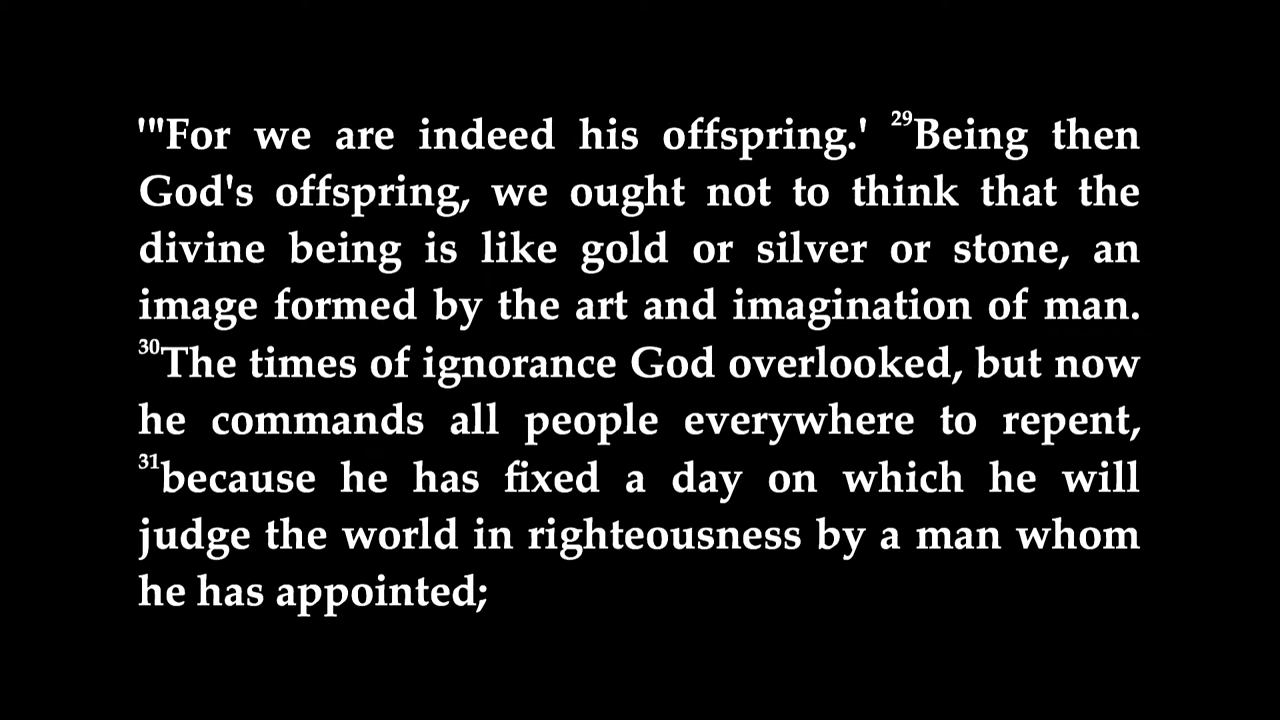 '"For we are indeed his offspring.' 29Being then
God's offspring, we ought not to think that the
divine being is like gold or silver or stone, an
image formed by the art and imagination of man.
30The times of ignorance God overlooked, but now
he commands all people everywhere to repent,
31because he has fixed a day on which he will
judge the world in righteousness by a man whom
he has appointed;